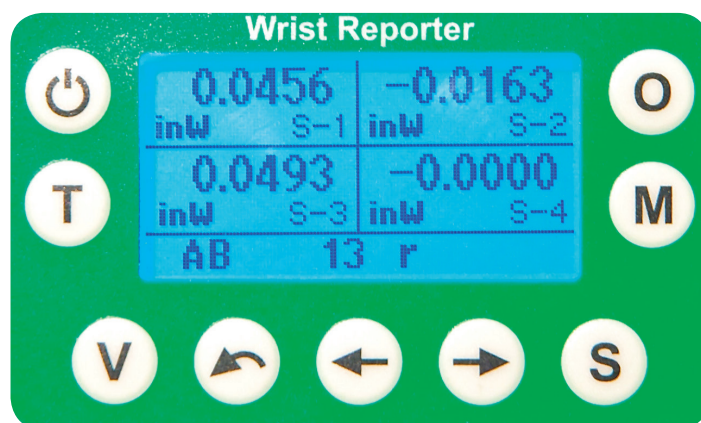 Wrist Reporter
0.0456 -0.0163
inW S-1 inW S-2
0.0493 -0.0000
inW S-3 inW S-4
AB 13 r
O
T
M
V
S